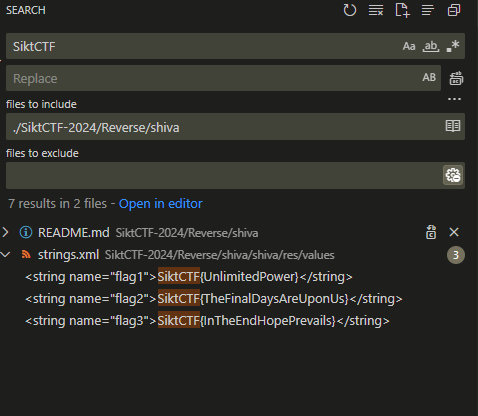 SEARCH
SiktCTF
Aa ab .*
Replace
AB
files to include
...
./SiktCTF-2024/Reverse/shiva
files to exclude
7 results in 2 files - Open in editor
README.md SiktCTF-2024/Reverse/shiva
strings.xml SiktCTF-2024/Reverse/shiva/shiva/res/values 3
<string name="flag1">SiktCTF{UnlimitedPower}</string>
<string name="flag2">SiktCTF{TheFinalDaysAreUponUs}</string>
<string name="flag3">SiktCTF{InTheEndHopePrevails}</string>